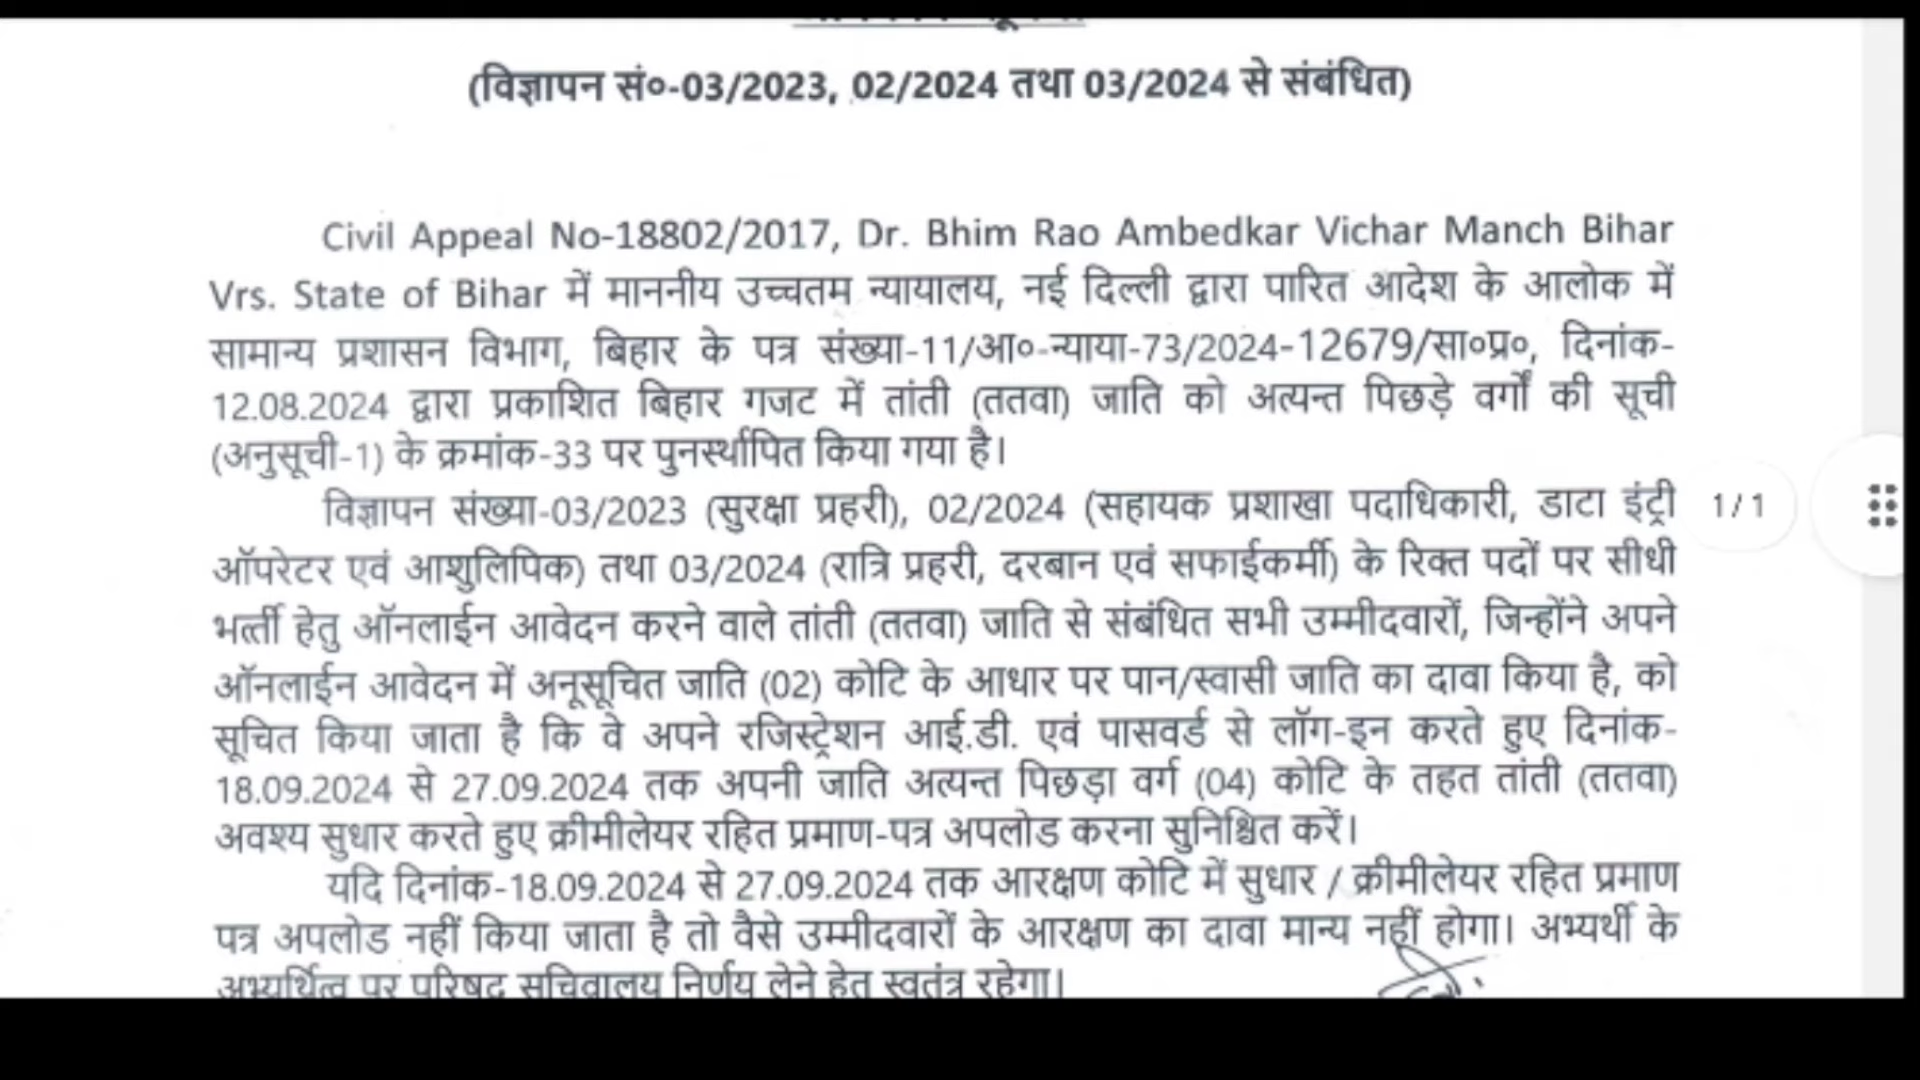 (विज्ञापन सं०-03/2023, 02/2024 तथा 03/2024 से संबंधित)
Civil Appeal No-18802/2017, Dr. Bhim Rao Ambedkar Vichar Manch Bihar
Vrs. State of Bihar में माननीय उच्चतम न्यायालय, नई दिल्ली द्वारा पारित आदेश के आलोक में
सामान्य प्रशासन विभाग, बिहार के पत्र संख्या-11/आ०-न्याया-73/2024-12679/सा०प्र०, दिनांक-
12.08.2024 द्वारा प्रकाशित बिहार गजट में तांती (ततवा) जाति को अत्यन्त पिछड़े वर्गों की सूची
(अनुसूची-1) के क्रमांक-33 पर पुनर्स्थापित किया गया है।
विज्ञापन संख्या-03/2023 (सुरक्षा प्रहरी), 02/2024 (सहायक प्रशाखा पदाधिकारी, डाटा इंट्री
ऑपरेटर एवं आशुलिपिक) तथा 03/2024 (रात्रि प्रहरी, दरबान एवं सफाईकर्मी) के रिक्त पदों पर सीधी
भर्त्ती हेतु ऑनलाईन आवेदन करने वाले तांती (ततवा) जाति से संबंधित सभी उम्मीदवारों, जिन्होंने अपने
ऑनलाईन आवेदन में अनुसूचित जाति (02) कोटि के आधार पर पान/स्वासी जाति का दावा किया है, को
सूचित किया जाता है कि वे अपने रजिस्ट्रेशन आई.डी. एवं पासवर्ड से लॉग-इन करते हुए दिनांक-
18.09.2024 से 27.09.2024 तक अपनी जाति अत्यन्त पिछड़ा वर्ग (04) कोटि के तहत तांती (ततवा)
अवश्य सुधार करते हुए क्रीमीलेयर रहित प्रमाण-पत्र अपलोड करना सुनिश्चित करें।
यदि दिनांक-18.09.2024 से 27.09.2024 तक आरक्षण कोटि में सुधार / क्रीमीलेयर रहित प्रमाण
पत्र अपलोड नहीं किया जाता है तो वैसे उम्मीदवारों के आरक्षण का दावा मान्य नहीं होगा। अभ्यर्थी के
अभ्यर्थित्व पर परिषद सचिवालय निर्णय लेने हेतु स्वतंत्र रहेगा।
1/1